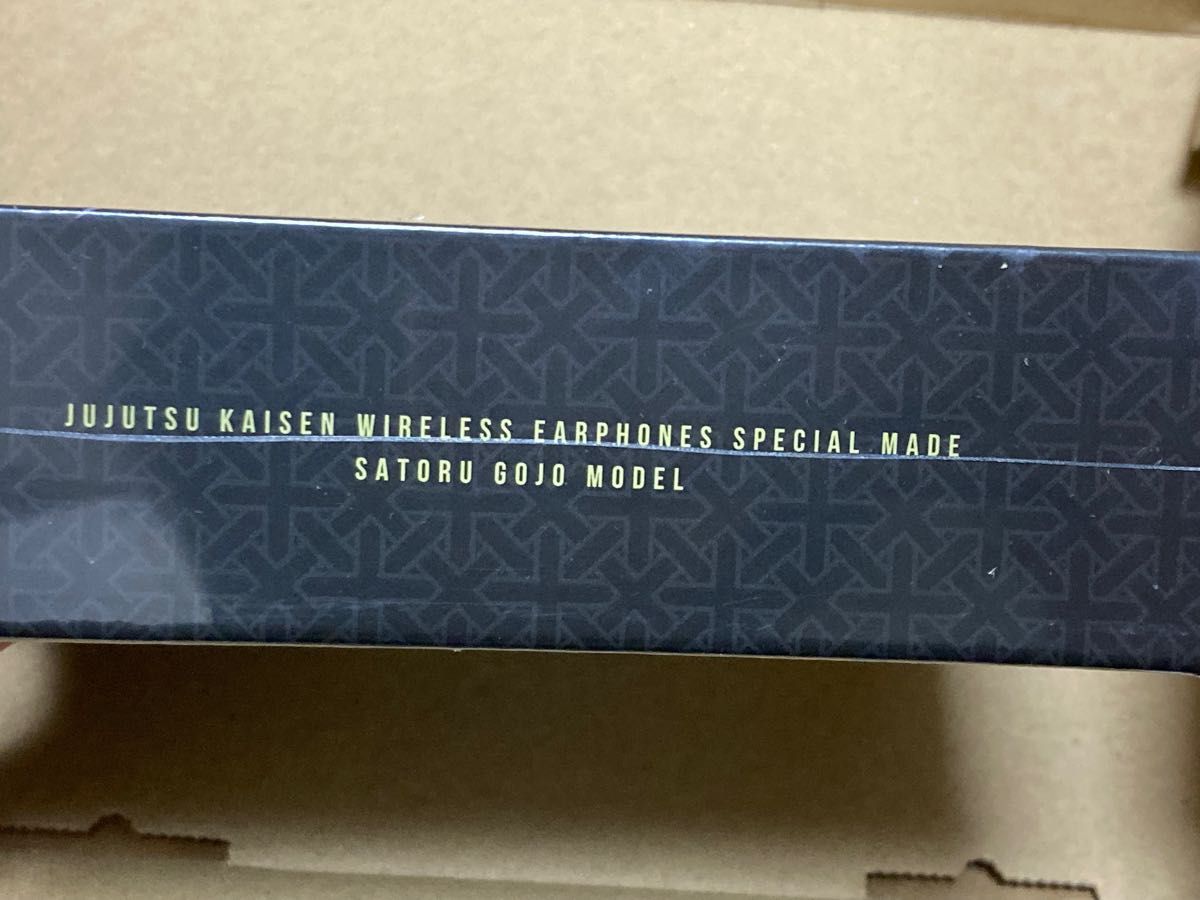 JUJUTSU KAISEN WIRELESS EARPHONES SPECIAL MADE
SATORU GOJO MODEL